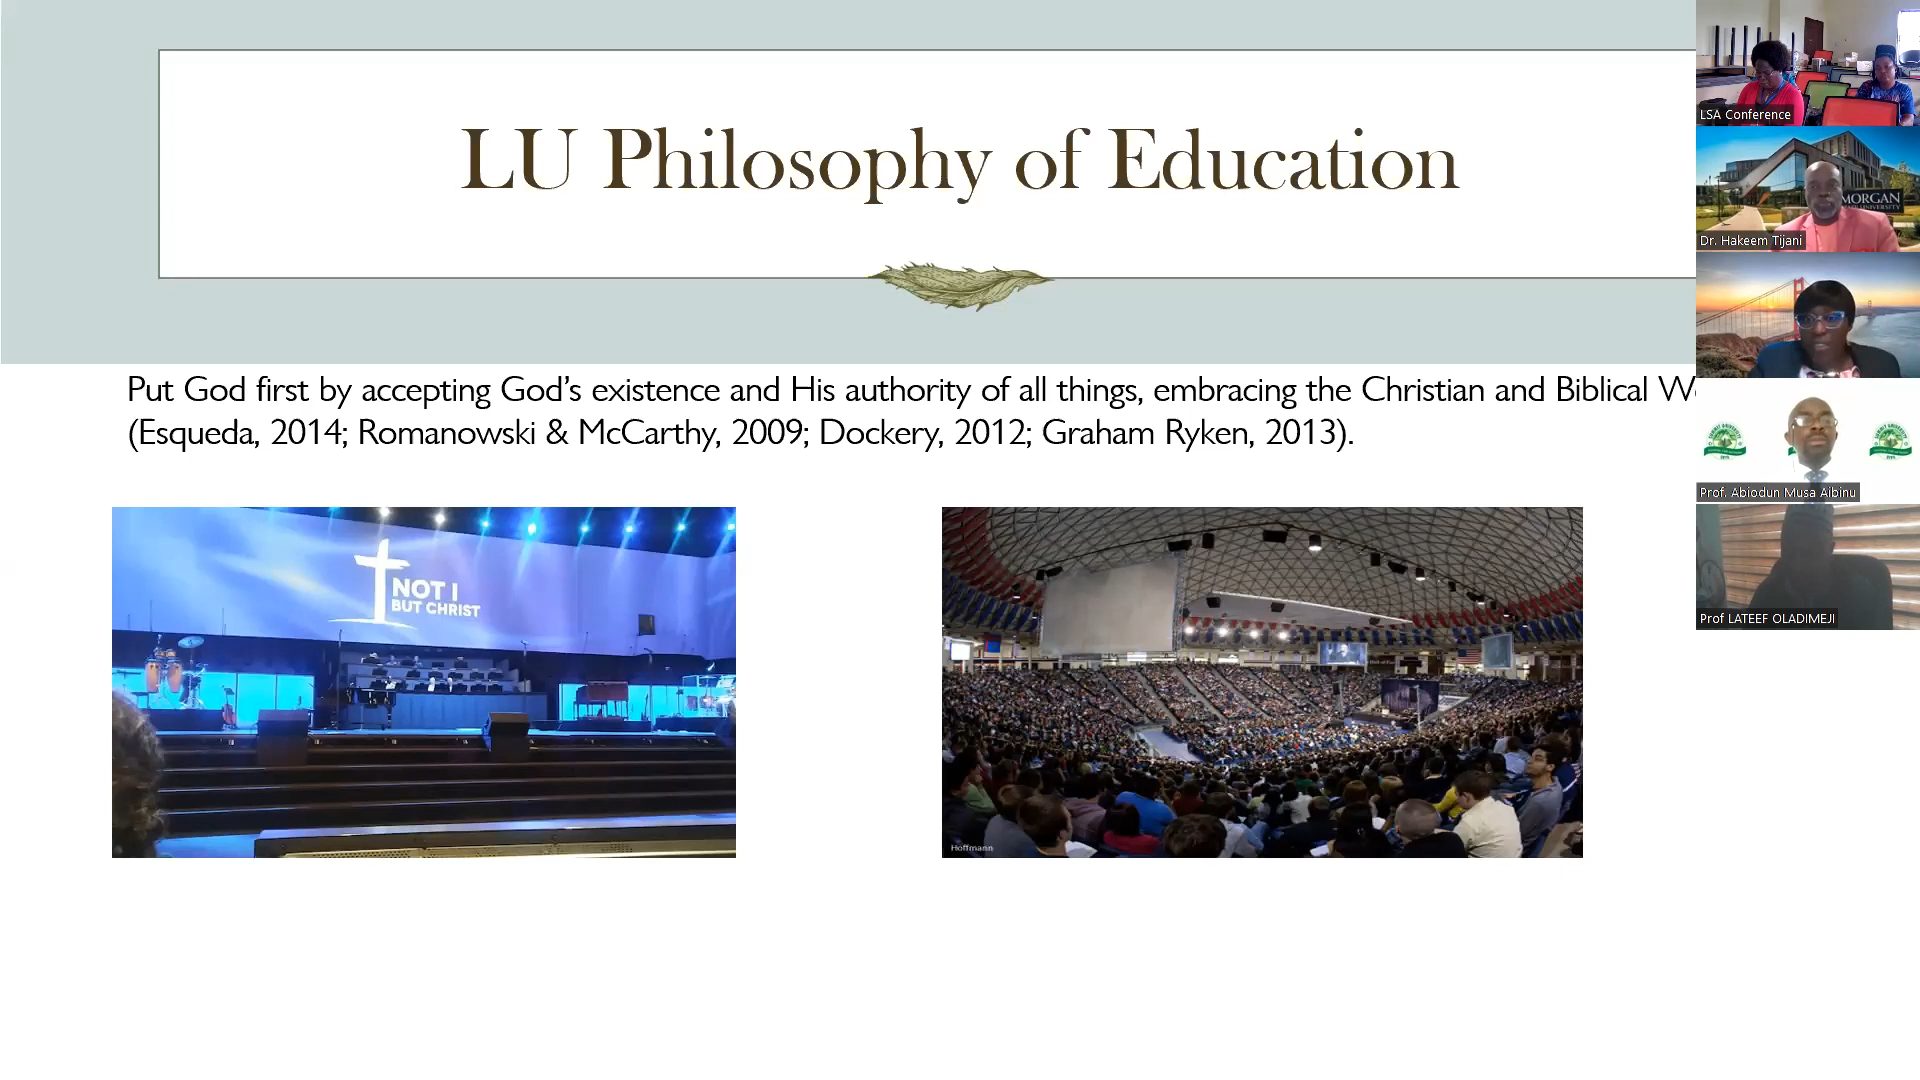 LU Philosophy of Education
Put God first by accepting God’s existence and His authority of all things, embracing the Christian and Biblical
(Esqueda, 2014; Romanowski & McCarthy, 2009; Dockery, 2012; Graham Ryken, 2013).
NOT I
BUT CHRIST
Hoffmann
LSA Conference
MORGAN
Dr. Hakeem Tijani
Prof. Abiodun Musa Aibinu
Prof LATEEF OLADIMEJI